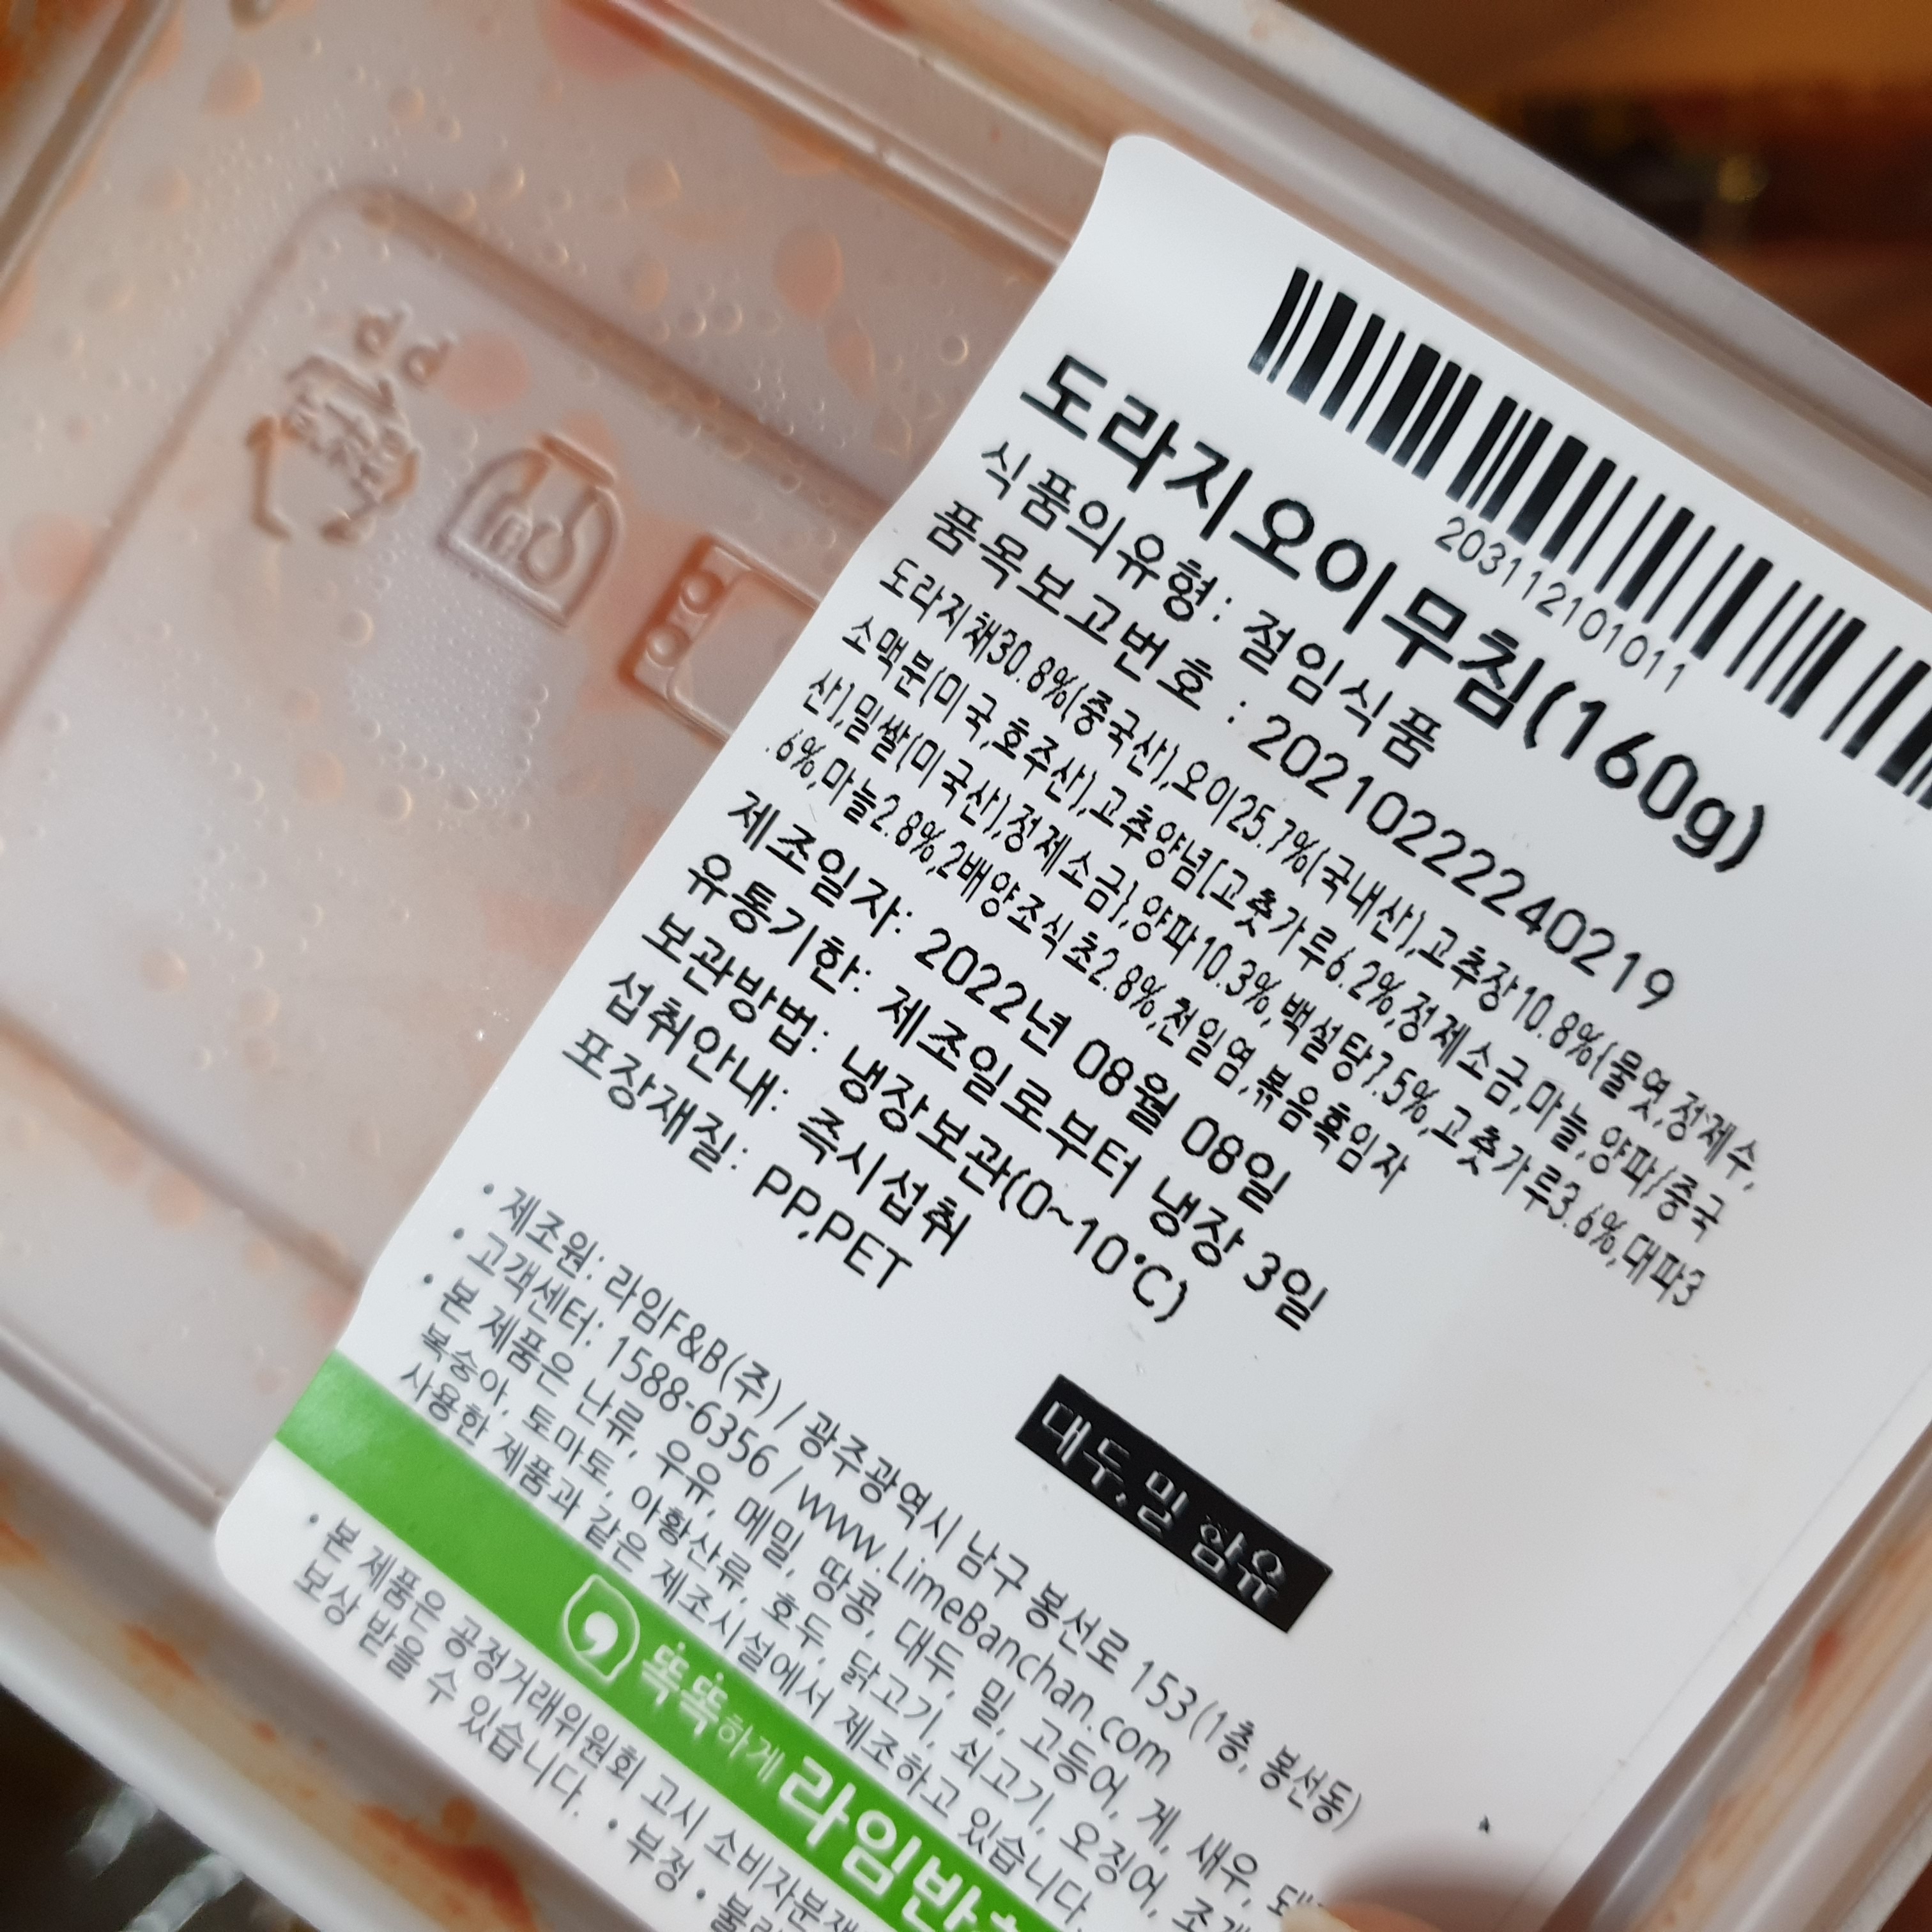 203112101011
도라지오이무침(160g)
식품의유형: 절임식품
품목보고번호 : 20210222240219
도라지채30.8%(중국산),오이25.7%(국내산),고추장10.8%{물엿,정제수,
소맥분(미국,호주산),고추양념[고춧가루6.2%,정제소금,마늘,양파/중국
산),밀쌀(미국산),정제소금},양파10.3%,백설탕7.5%,고춧가루3.6%,대파3
.6%,마늘2.8%,2배양조식초2.8%,천일염,볶음흑임자
제조일자: 2022년 08월 08일
유통기한: 제조일로부터 냉장 3일
보관방법: 냉장보관(0~10℃)
섭취안내: 즉시섭취
포장재질: PP,PET
대두,밀 함유
• 제조원: 라임F&B(주) / 광주광역시 남구 봉선로 153(1층, 봉선동)
• 고객센터: 1588-6356 / www.LimeBanchan.com
• 본 제품은 난류, 우유, 메밀, 땅콩, 대두, 밀, 고등어, 게, 새우,
복숭아, 토마토, 아황산류, 호두, 닭고기, 쇠고기, 오징어,
사용한 제품과 같은 제조시설에서 제조하고 있습니다.
똑똑하게 라임반
• 본 제품은 공정거래위원회 고시 소비자분쟁
보상 받을 수 있습니다. • 부정 •